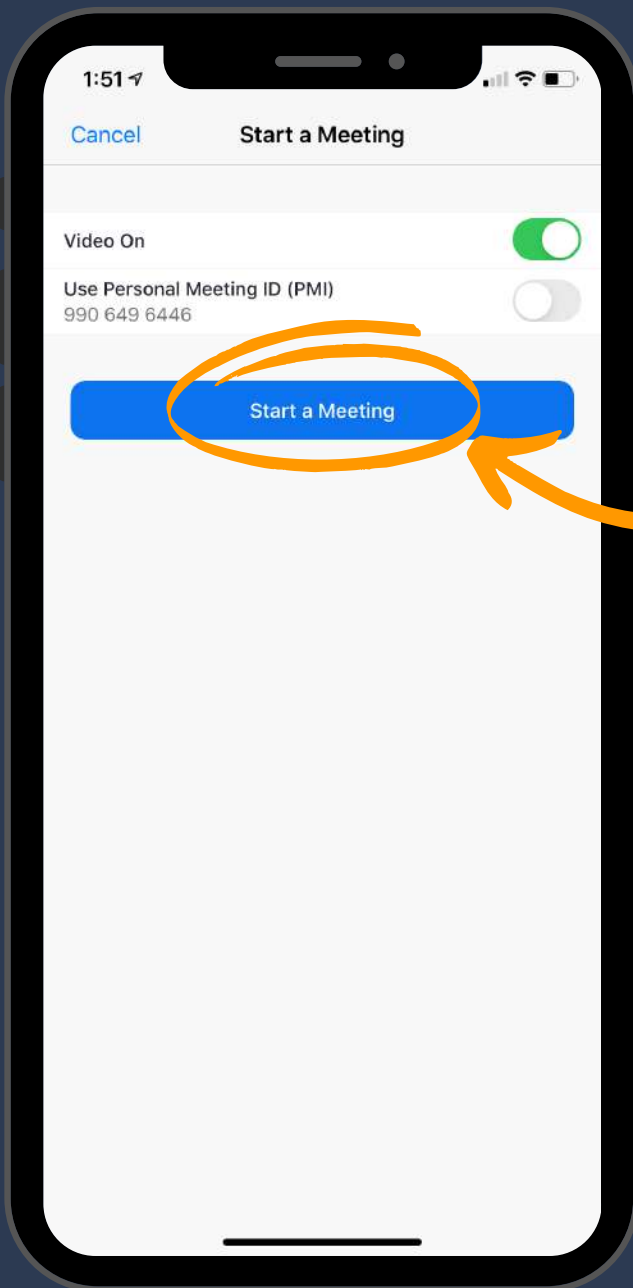 1:51
Cancel
Start a Meeting
Video On
Use Personal Meeting ID (PMI)
990 649 6446
Start a Meeting